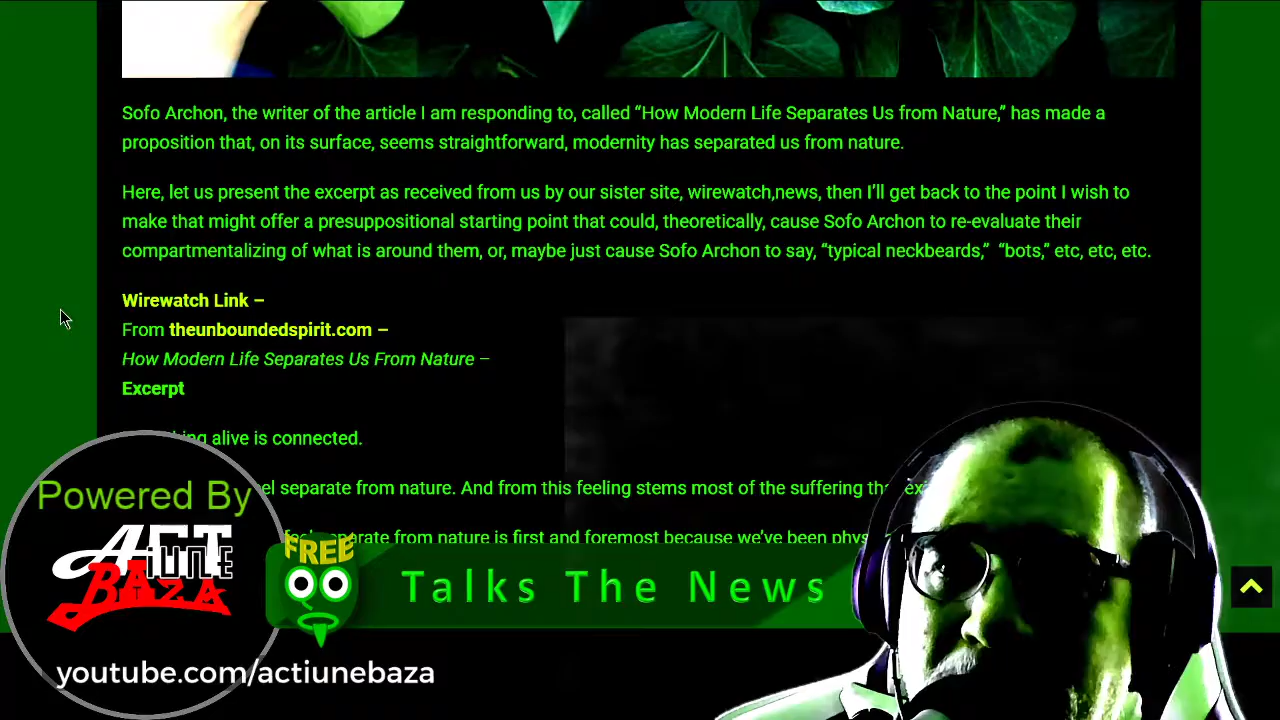 Sofo Archon, the writer of the article I am responding to, called “How Modern Life Separates Us from Nature,” has made a
proposition that, on its surface, seems straightforward, modernity has separated us from nature.
Here, let us present the excerpt as received from us by our sister site, wirewatch,news, then I’ll get back to the point I wish to
make that might offer a presuppositional starting point that could, theoretically, cause Sofo Archon to re-evaluate their
compartmentalizing of what is around them, or, maybe just cause Sofo Archon to say, “typical neckbeards,” “bots,” etc, etc, etc.
Wirewatch Link –
From theunboundedspirit.com –
How Modern Life Separates Us From Nature –
Excerpt
alive is connected.
separate from nature. And from this feeling stems most of the suffering
separate from nature is first and foremost because we’ve been
Powered By
ACTIUNE
BAZA
FREE
Talks The News
youtube.com/actiunebaza